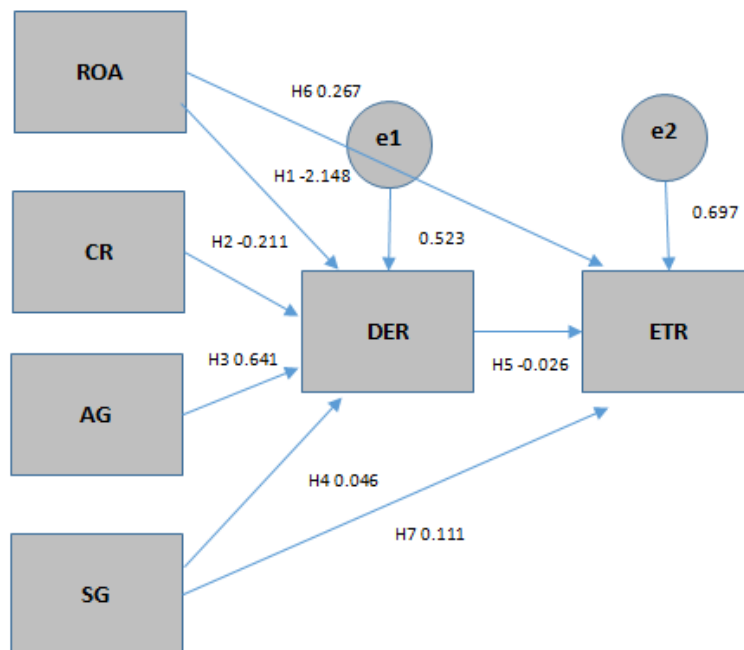 ROA
H6 0.267
e1
e2
H1 -2.148
0.697
CR
H2 -0.211
0.523
DER
ETR
H3 0.641
H5 -0.026
AG
H4 0.046
H7 0.111
SG